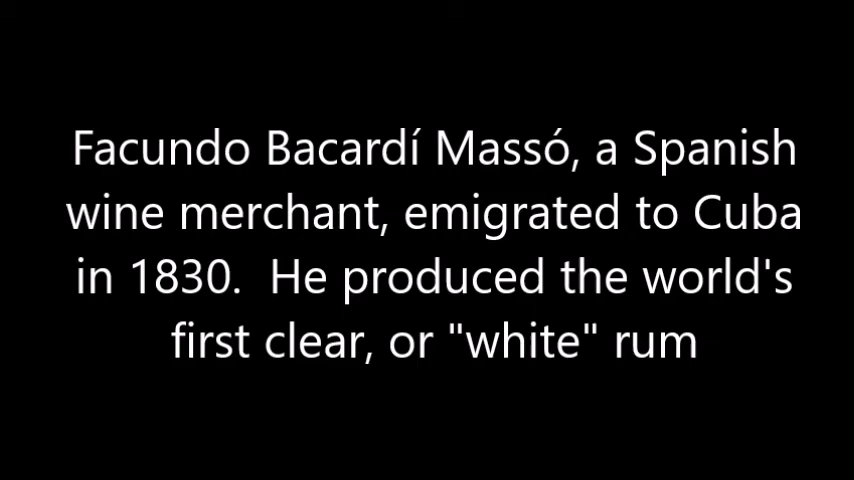 Facundo Bacardí Massó, a Spanish
wine merchant, emigrated to Cuba
in 1830.  He produced the world's
first clear, or "white" rum